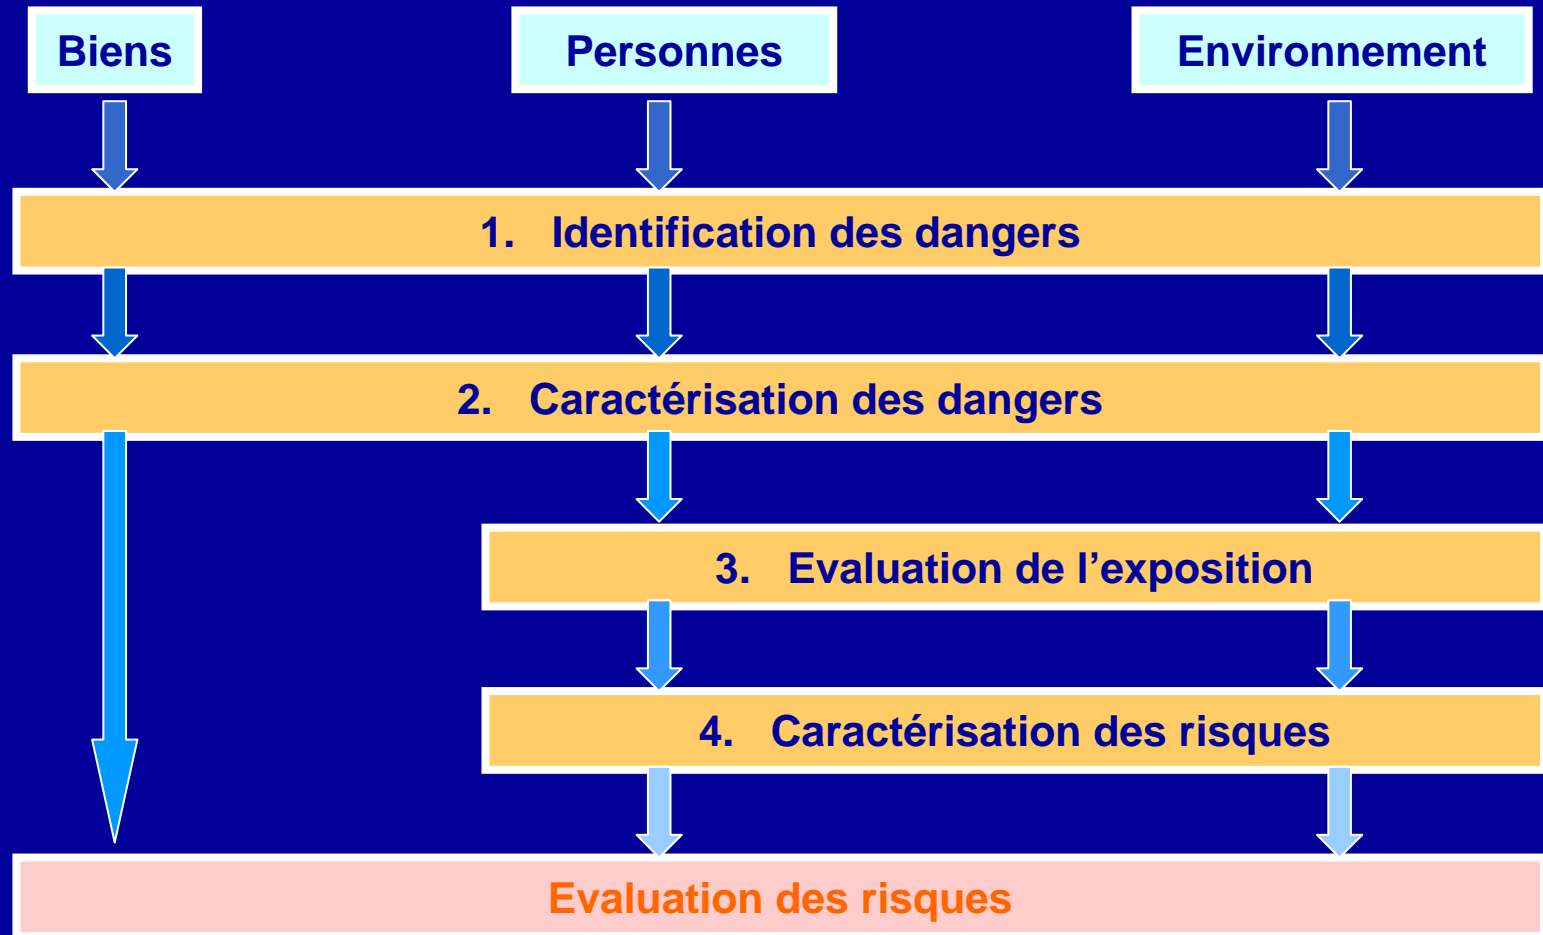 Biens
Personnes
Environnement
1. Identification des dangers
2. Caractérisation des dangers
3. Evaluation de l’exposition
4. Caractérisation des risques
Evaluation des risques